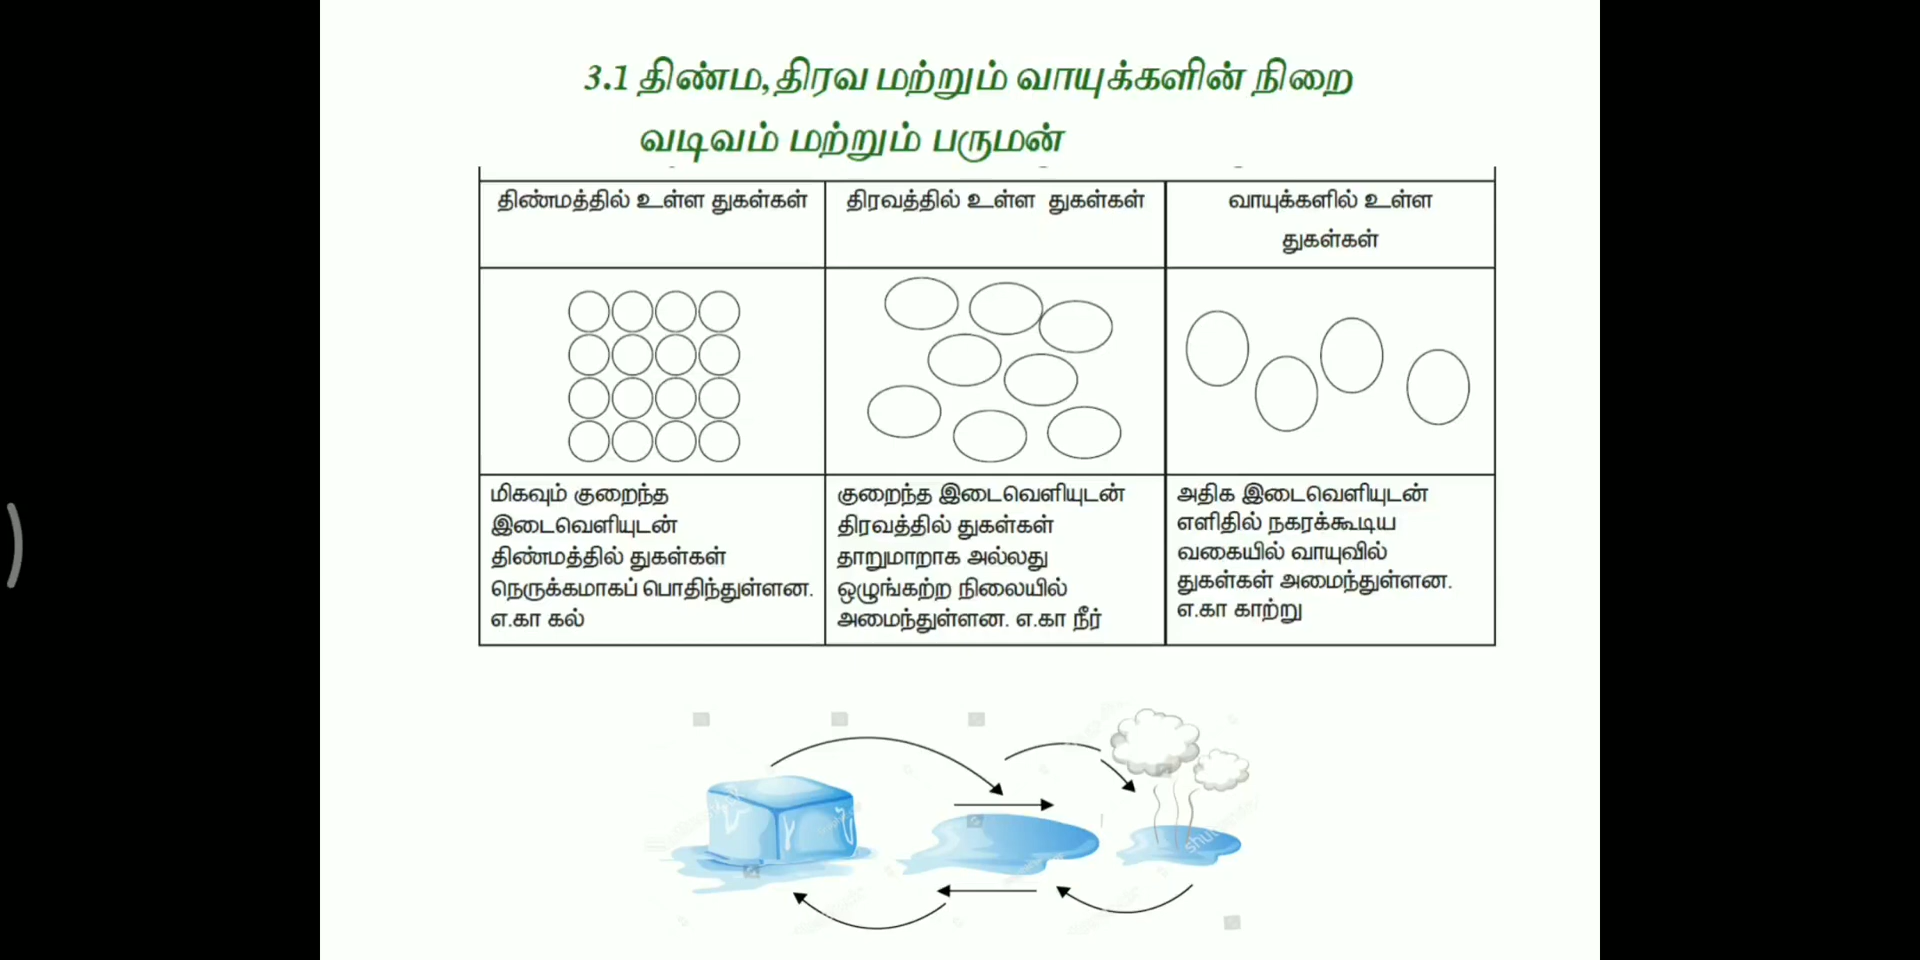 3.1 திண்ம, திரவ மற்றும் வாயுக்களின் நிறை
வடிவம் மற்றும் பருமன்
திண்மத்தில் உள்ள துகள்கள்
திரவத்தில் உள்ள துகள்கள்
வாயுக்களில் உள்ள
துகள்கள்
மிகவும் குறைந்த
இடைவெளியுடன்
திண்மத்தில் துகள்கள்
நெருக்கமாகப் பொதிந்துள்ளன.
எ.கா கல்
குறைந்த இடைவெளியுடன்
திரவத்தில் துகள்கள்
தாறுமாறாக அல்லது
ஒழுங்கற்ற நிலையில்
அமைந்துள்ளன. எ.கா நீர்
அதிக இடைவெளியுடன்
எளிதில் நகரக்கூடிய
வகையில் வாயுவில்
துகள்கள் அமைந்துள்ளன.
எ.கா காற்று